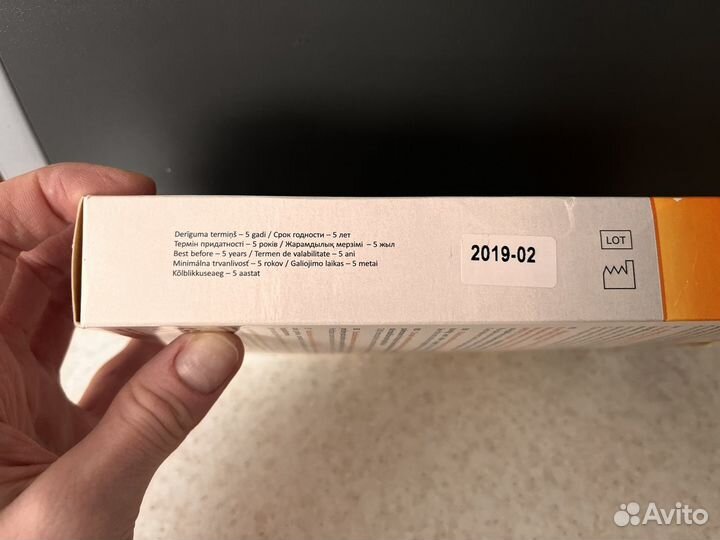 Derīguma termiņš – 5 gadi / Срок годности – 5 лет
Термін придатності – 5 років / Жарамдылық мерзімі – 5 жыл
Best before – 5 years / Termen de valabilitate – 5 ani
Minimálna trvanlivosť – 5 rokov / Galiojimo laikas – 5 metai
Kõlblikkuseaeg – 5 aastat
2019-02
LOT
Avito